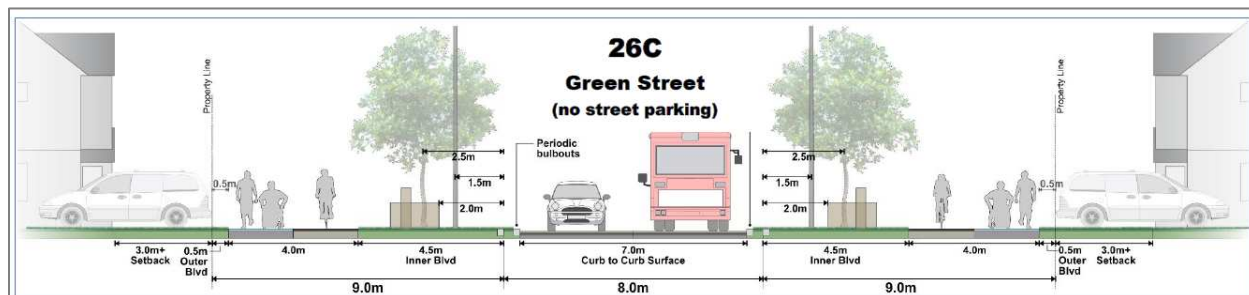 26C
Green Street
(no street parking)
Property Line
Property Line
Periodic
bulbouts
2.5m
2.5m
1.5m
1.5m
0.5m
0.5m
2.0m
2.0m
3.0m+
Setback
0.5m
Outer
Blvd
4.0m
4.5m
Inner Blvd
7.0m
Curb to Curb Surface
4.5m
Inner Blvd
4.0m
0.5m
Outer
Blvd
3.0m+
Setback
9.0m
8.0m
9.0m